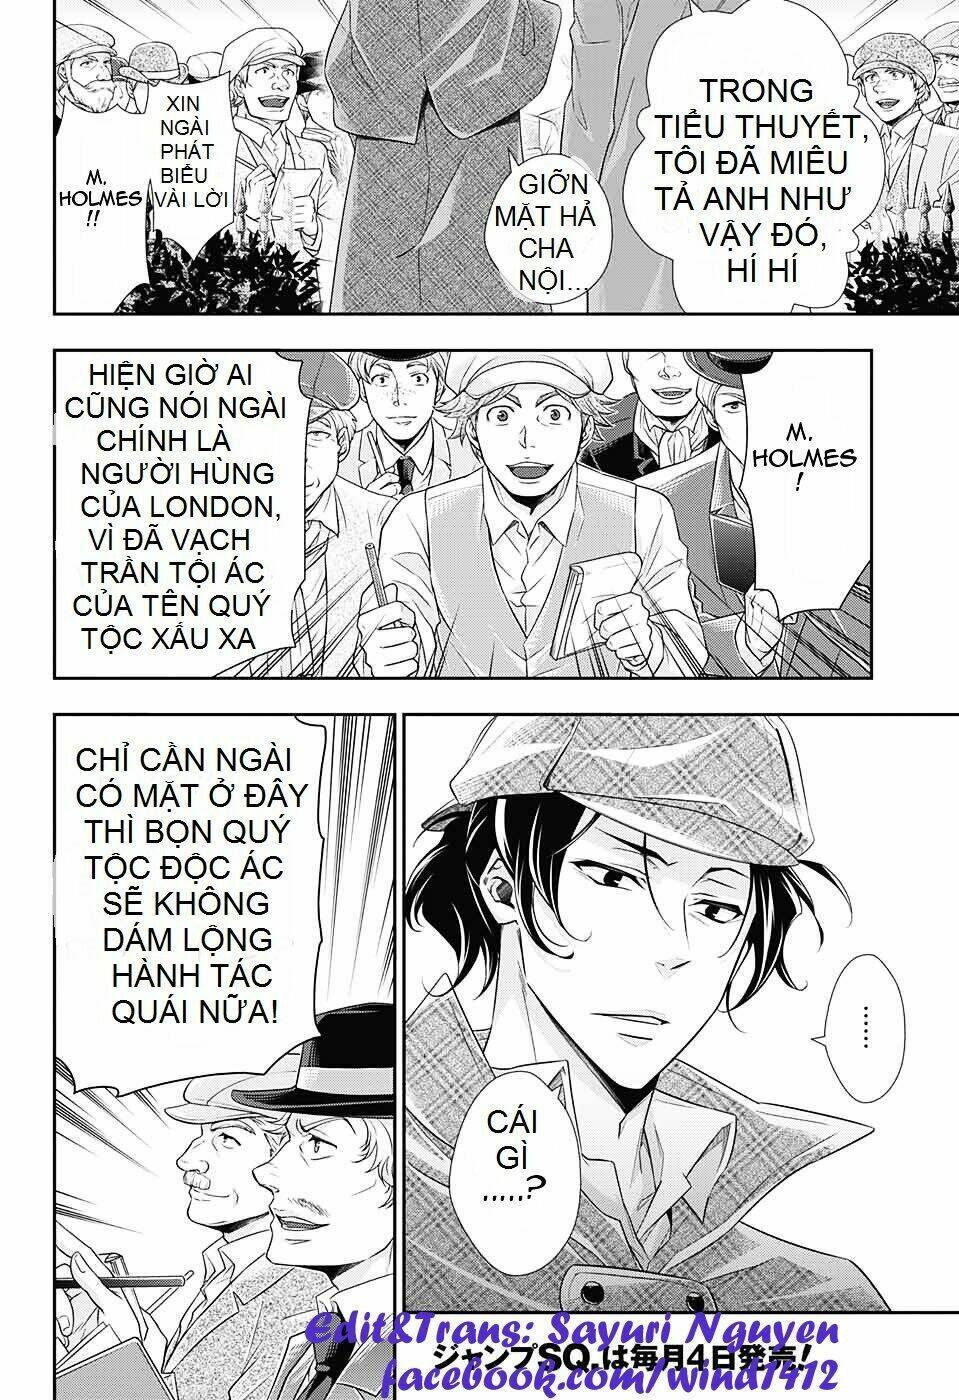 TRONG
TIỂU THUYẾT,
TÔI ĐÃ MIÊU
TẢ ANH NHƯ
VẬY ĐÓ,
HÍ HÍ
GIỠN
MẶT HẢ
CHA
NỘI...
XIN
NGÀI
PHÁT
BIỂU
VÀI LỜI
M.
HOLMES
!!
M.
HOLMES
!
HIỆN GIỜ AI
CŨNG NÓI NGÀI
CHÍNH LÀ
NGƯỜI HÙNG
CỦA LONDON,
VÌ ĐÃ VẠCH
TRẦN TỘI ÁC
CỦA TÊN QUÝ
TỘC XẤU XA
......
CÁI
GÌ
.....?
CHỈ CẦN NGÀI
CÓ MẶT Ở ĐÂY
THÌ BỌN QUÝ
TỘC ĐỘC ÁC
SẼ KHÔNG
DÁM LỘNG
HÀNH TÁC
QUÁI NỮA!
Edit&Trans: Sayuri Nguyen
ジャンプSQ.は毎月4日発売!
facebook.com/wind1412